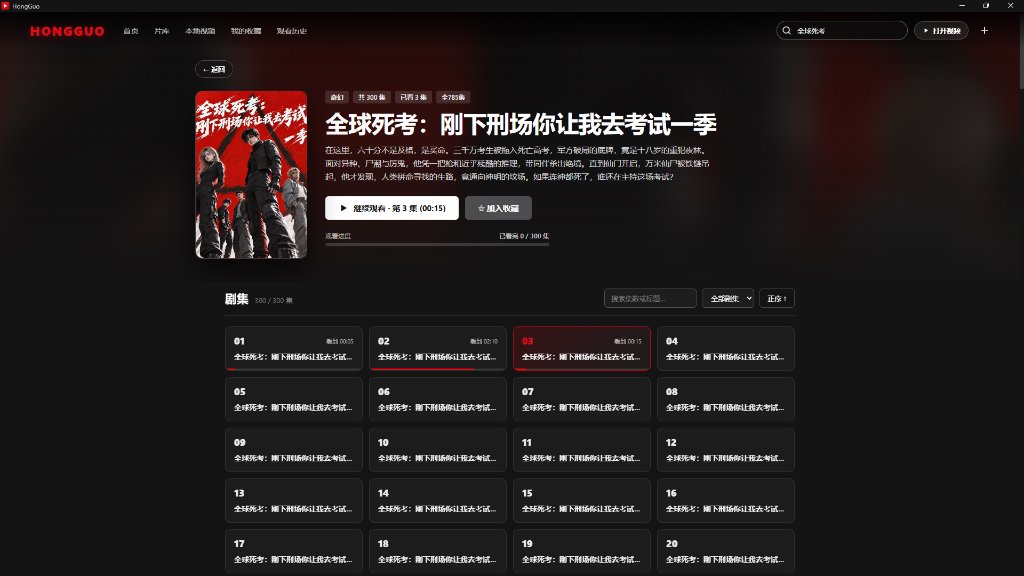 HongGuo
HONGGUO 首页 片库 本地视频 我的收藏 观看历史 全球死考 打开视频
← 返回
全球死考:
刚下刑场你让我去考试
一季
奇幻 共 300 集 已看 3 集 全785集
全球死考：刚下刑场你让我去考试一季
在这里，六十分不是及格，是买命。三千万考生被拖入死亡高考，军方破局的底牌，竟是十八岁的重犯夜林。
面对异种、尸潮与厉鬼，他凭一把枪和近乎残酷的推理，带同伴杀出绝境。直到仙门开启，万米仙尸被铁链吊
起，他才发现，人类拼命寻找的生路，竟通向神明的坟场。如果连神都死了，谁还在主持这场考试？
继续观看 - 第 3 集 (00:15) ☆ 加入收藏
观看进度 已看完 0 / 300 集
剧集 300 / 300 集 搜索集数或标题... 全部剧集 正序 ↑
01 看到 00:05
全球死考：刚下刑场你让我去考试...
02 看到 02:10
全球死考：刚下刑场你让我去考试...
03 看到 00:15
全球死考：刚下刑场你让我去考试...
04
全球死考：刚下刑场你让我去考试...
05
全球死考：刚下刑场你让我去考试...
06
全球死考：刚下刑场你让我去考试...
07
全球死考：刚下刑场你让我去考试...
08
全球死考：刚下刑场你让我去考试...
09
全球死考：刚下刑场你让我去考试...
10
全球死考：刚下刑场你让我去考试...
11
全球死考：刚下刑场你让我去考试...
12
全球死考：刚下刑场你让我去考试...
13
全球死考：刚下刑场你让我去考试...
14
全球死考：刚下刑场你让我去考试...
15
全球死考：刚下刑场你让我去考试...
16
全球死考：刚下刑场你让我去考试...
17
全球死考：刚下刑场你让我去考试...
18
全球死考：刚下刑场你让我去考试...
19
全球死考：刚下刑场你让我去考试...
20
全球死考：刚下刑场你让我去考试...